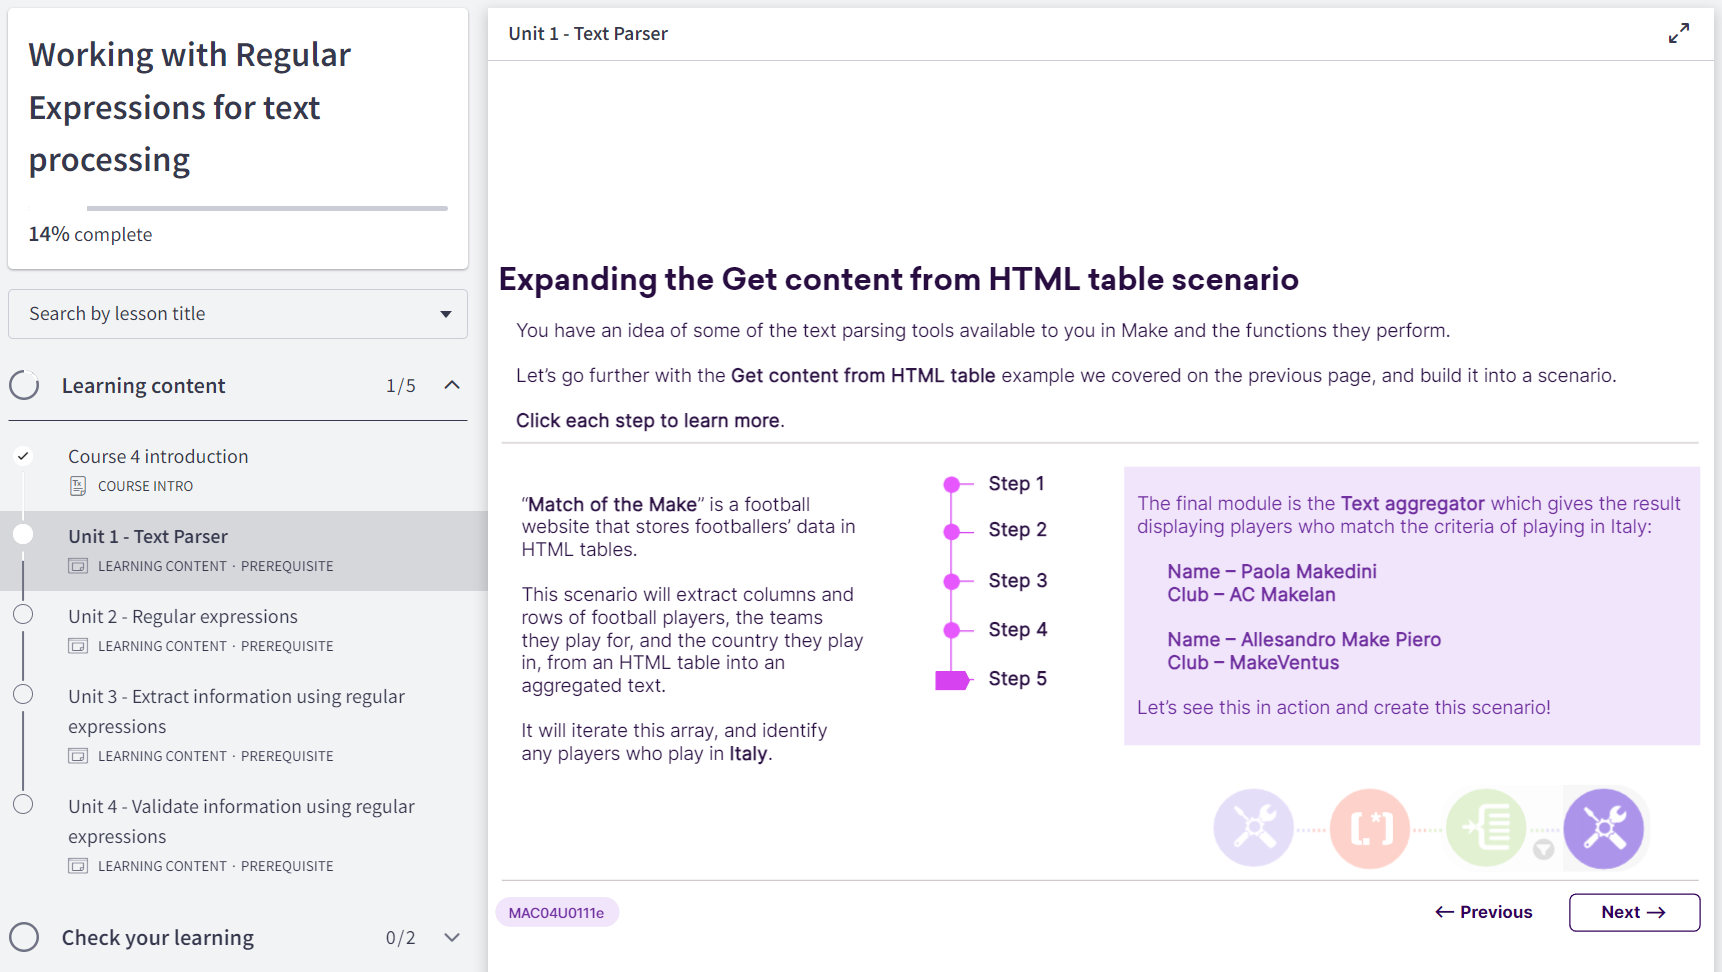 Working with Regular
Expressions for text
processing
14% complete
Search by lesson title
Learning content 1/5
Course 4 introduction
COURSE INTRO
Unit 1 - Text Parser
LEARNING CONTENT · PREREQUISITE
Unit 2 - Regular expressions
LEARNING CONTENT · PREREQUISITE
Unit 3 - Extract information using regular
expressions
LEARNING CONTENT · PREREQUISITE
Unit 4 - Validate information using regular
expressions
LEARNING CONTENT · PREREQUISITE
Check your learning 0/2
Unit 1 - Text Parser
Expanding the Get content from HTML table scenario
You have an idea of some of the text parsing tools available to you in Make and the functions they perform.
Let’s go further with the Get content from HTML table example we covered on the previous page, and build it into a scenario.
Click each step to learn more.
“Match of the Make” is a football
website that stores footballers’ data in
HTML tables.
This scenario will extract columns and
rows of football players, the teams
they play for, and the country they play
in, from an HTML table into an
aggregated text.
It will iterate this array, and identify
any players who play in Italy.
Step 1
Step 2
Step 3
Step 4
Step 5
The final module is the Text aggregator which gives the result
displaying players who match the criteria of playing in Italy:
Name – Paola Makedini
Club – AC Makelan
Name – Allesandro Make Piero
Club – MakeVentus
Let’s see this in action and create this scenario!
[.*]
MAC04U0111e
← Previous
Next →